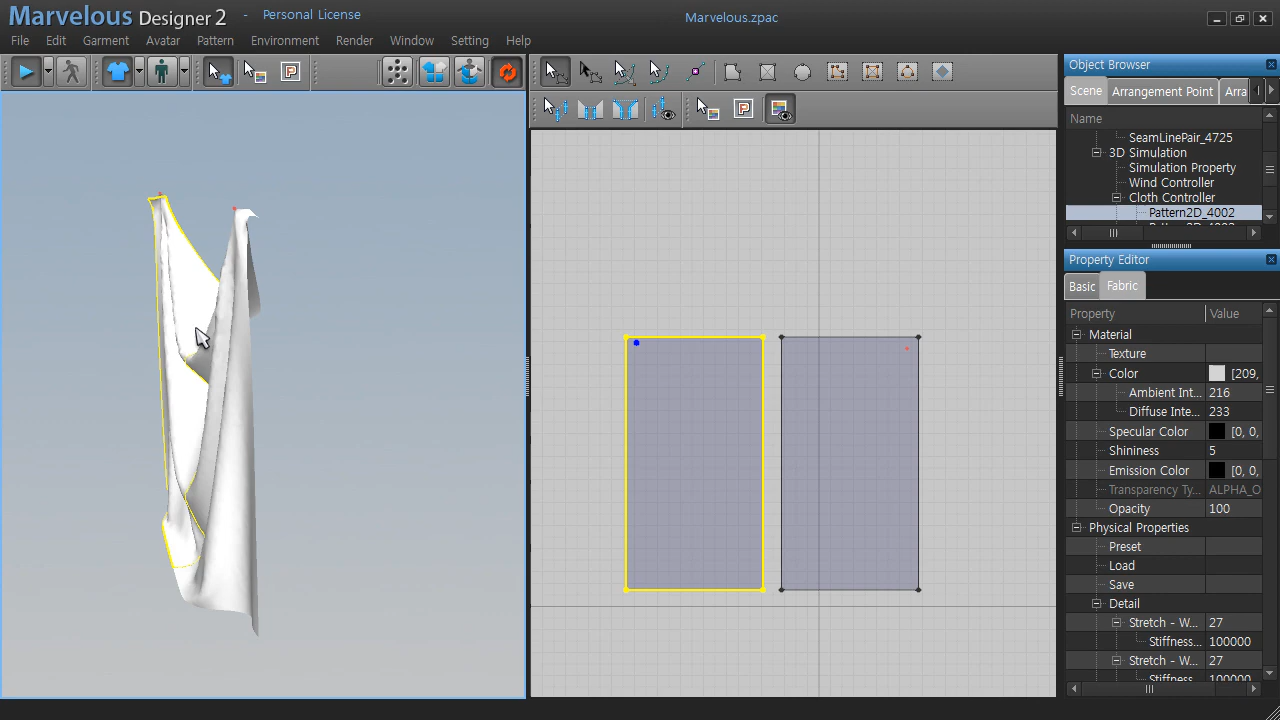 Marvelous Designer 2 - Personal License
Marvelous.zpac
File Edit Garment Avatar Pattern Environment Render Window Setting Help
Object Browser
Scene Arrangement Point Arra
Name
SeamLinePair_4725
3D Simulation
Simulation Property
Wind Controller
Cloth Controller
Pattern2D_4002
Property Editor
Basic Fabric
Property Value
Material
Texture
Color [209,
Ambient Int... 216
Diffuse Inte... 233
Specular Color [0, 0,
Shininess 5
Emission Color [0, 0,
Transparency Ty... ALPHA_O
Opacity 100
Physical Properties
Preset
Load
Save
Detail
Stretch - W... 27
Stiffness... 100000
Stretch - W... 27